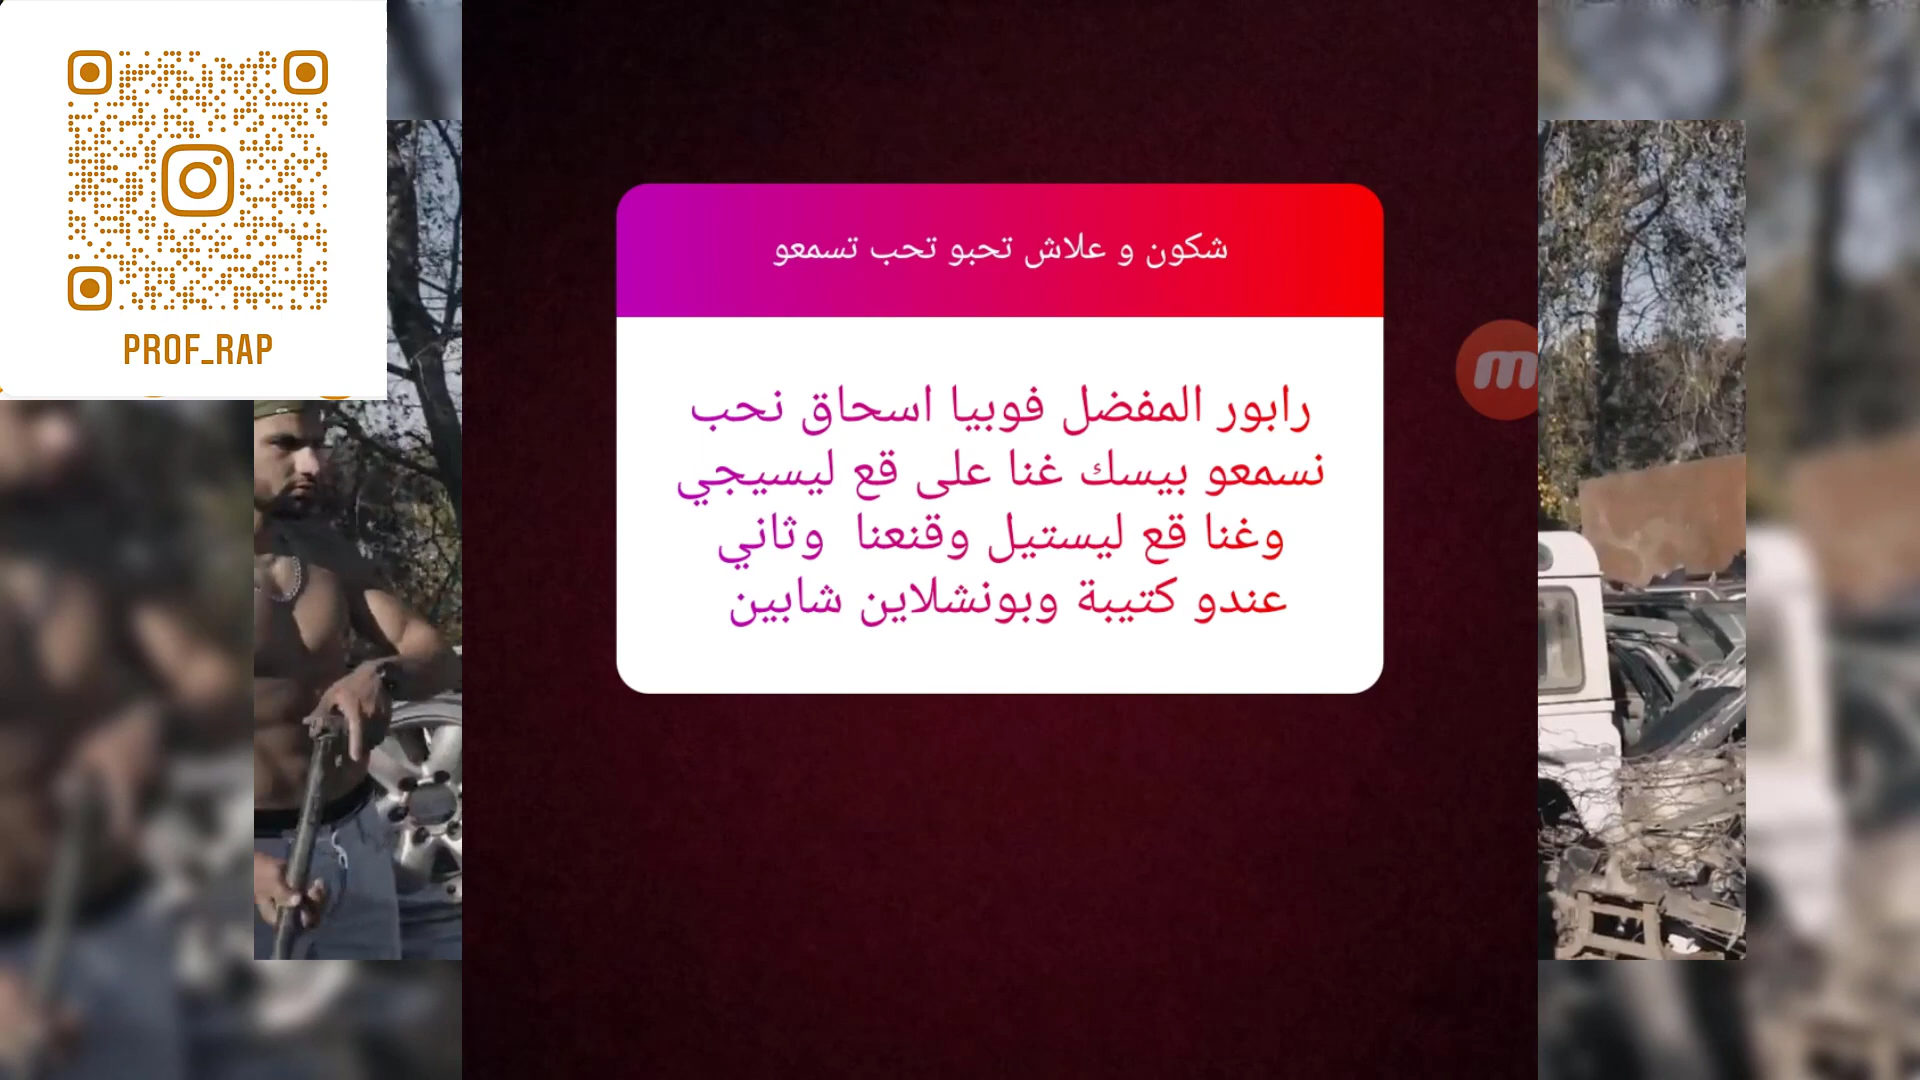 PROF_RAP
شكون و علاش تحبو تحب تسمعو
رابور المفضل فوبيا اسحاق نحب
نسمعو بيسك غنا على قع ليسيجي
وغنا قع ليستيل وقنعنا  وثاني
عندو كتيبة وبونشلاين شابين
m